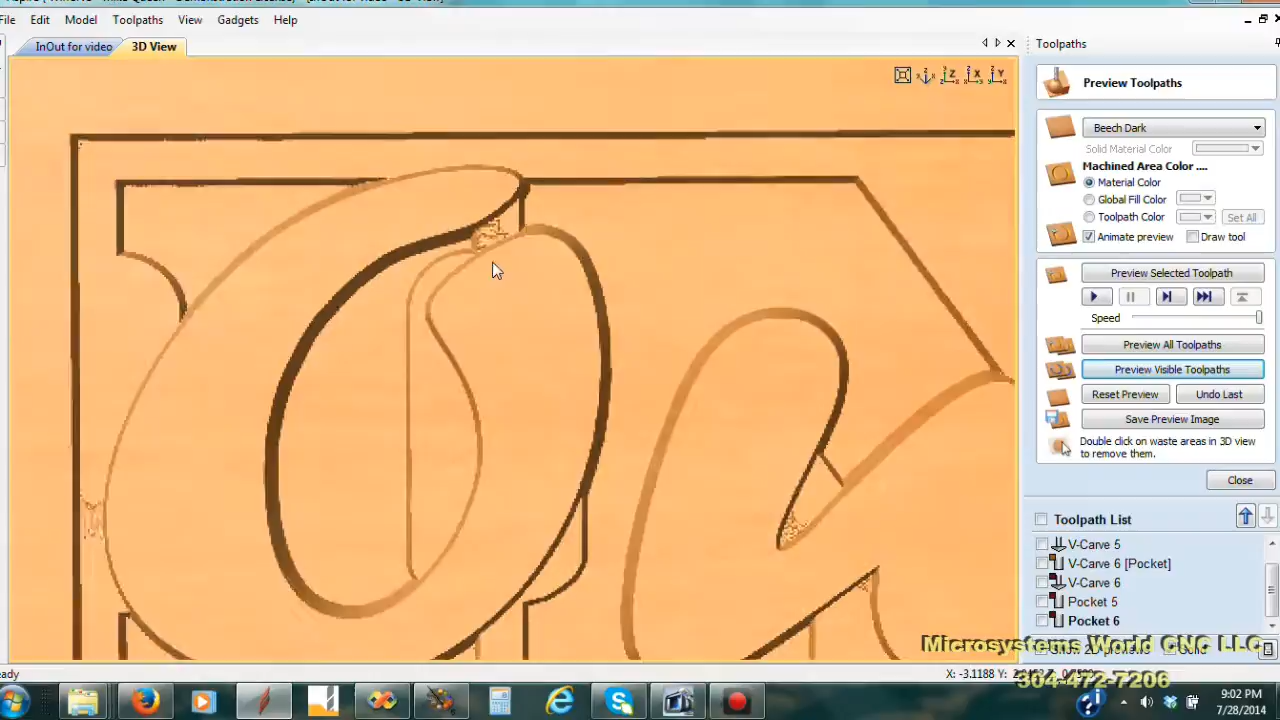 File Edit Model Toolpaths View Gadgets Help
InOut for video 3D View
Toolpaths
Preview Toolpaths
Beech Dark
Solid Material Color
Machined Area Color ....
Material Color
Global Fill Color
Toolpath Color Set All
Animate preview Draw tool
Preview Selected Toolpath
Speed
Preview All Toolpaths
Preview Visible Toolpaths
Reset Preview Undo Last
Save Preview Image
Double click on waste areas in 3D view
to remove them.
Close
Toolpath List
V-Carve 5
V-Carve 6 [Pocket]
V-Carve 6
Pocket 5
Pocket 6
Microsystems World CNC LLC
304-472-7206
eady
X: -3.1188 Y:
9:02 PM
7/28/2014